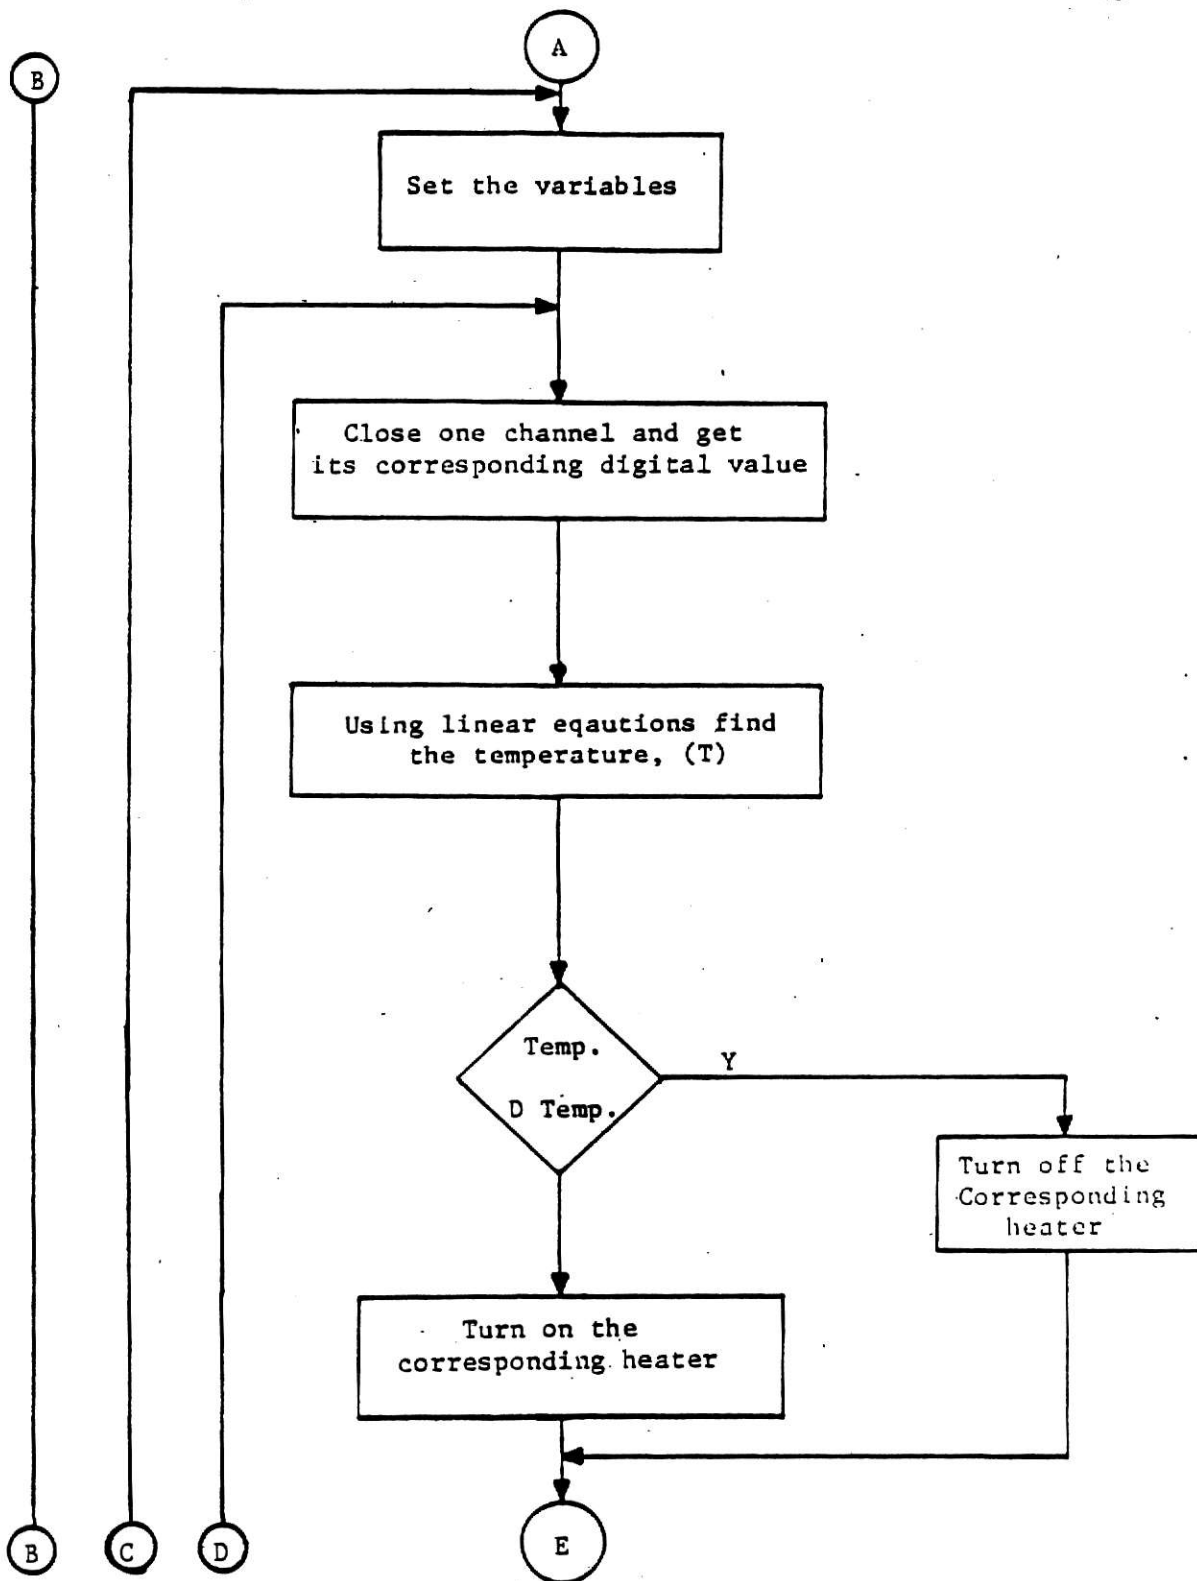 A
B
Set the variables
Close one channel and get
its corresponding digital value
Using linear eqautions find
the temperature, (T)
Temp.
D Temp.
Y
Turn off the
Corresponding
heater
Turn on the
corresponding heater
B
C
D
E